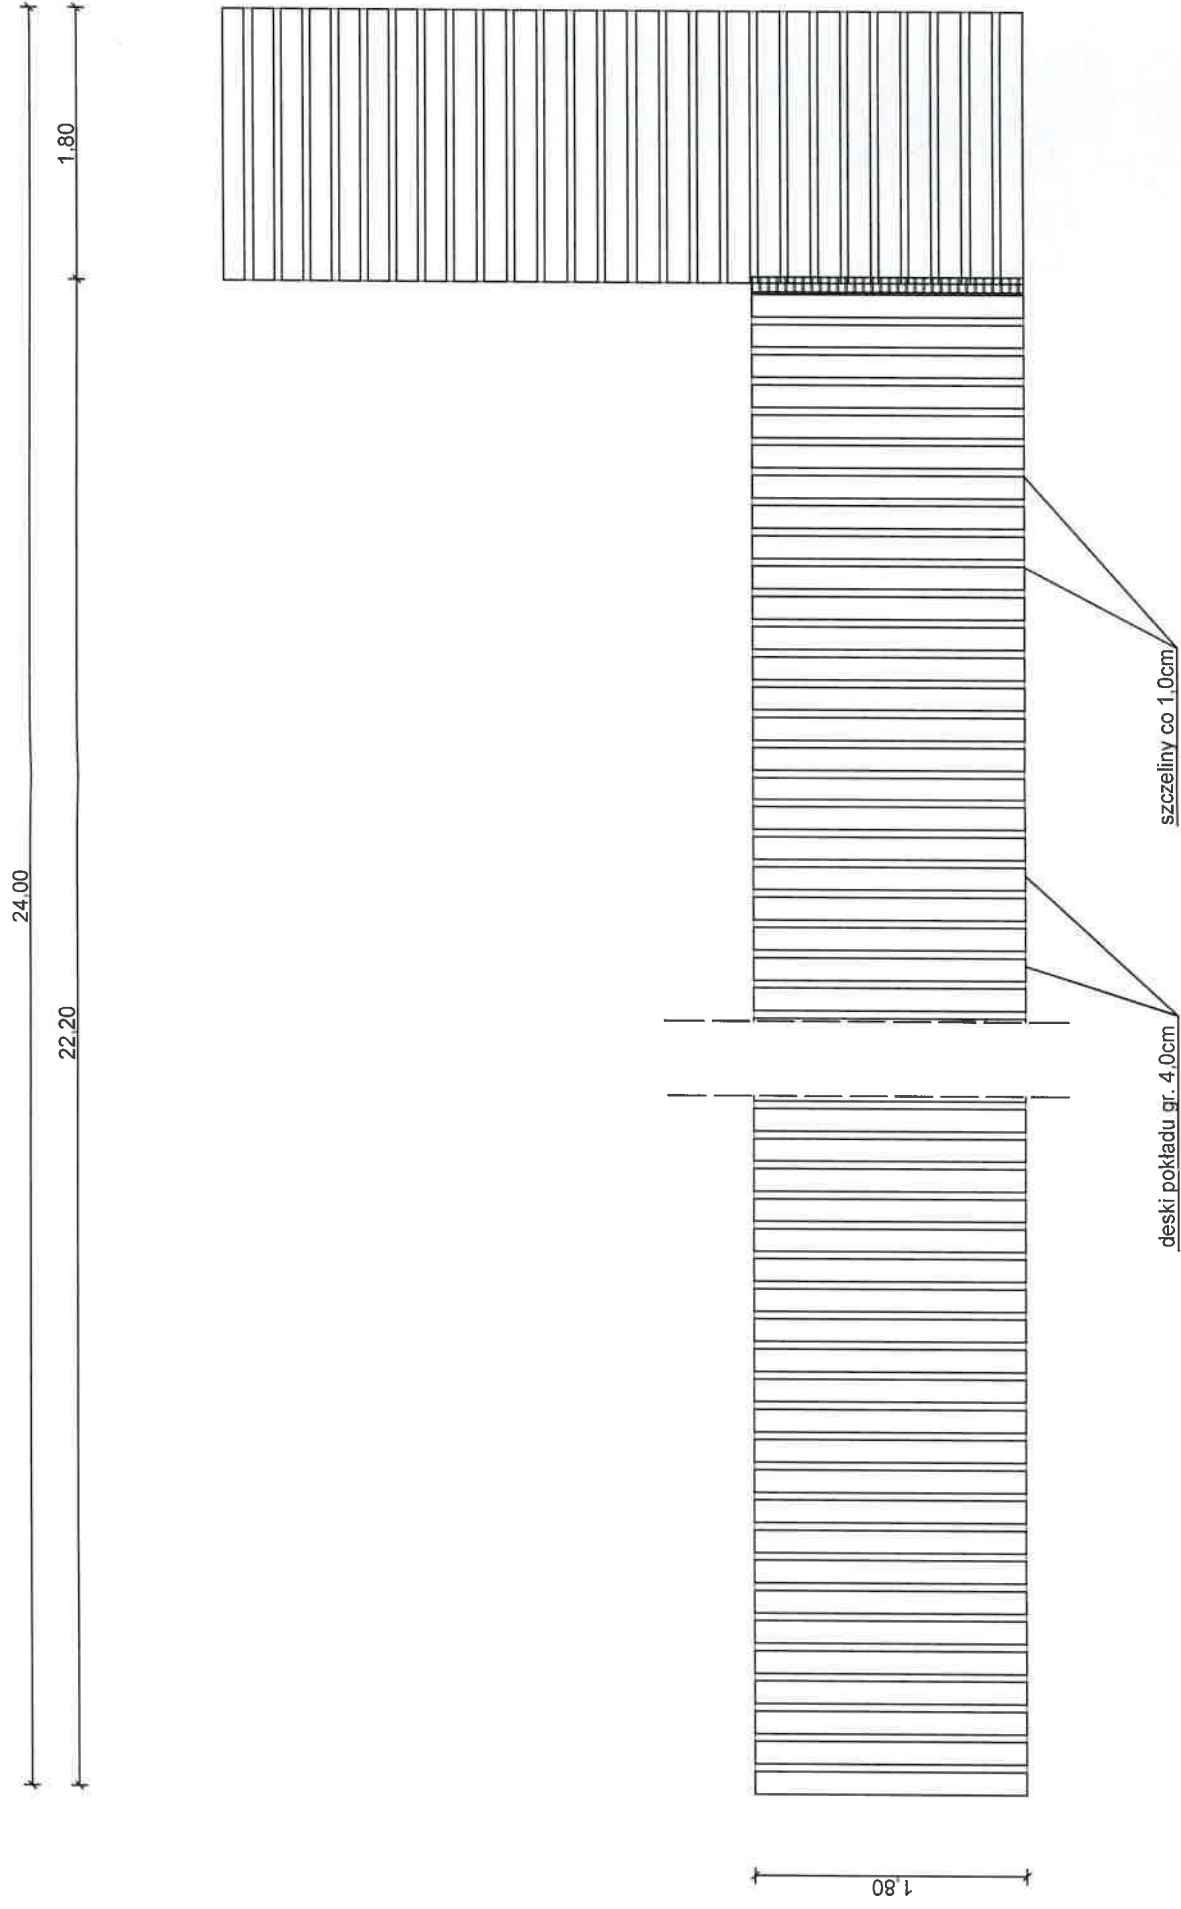 24,00
22,20
1,80
1,80
deski pokładu gr. 4,0cm
szczeliny co 1,0cm